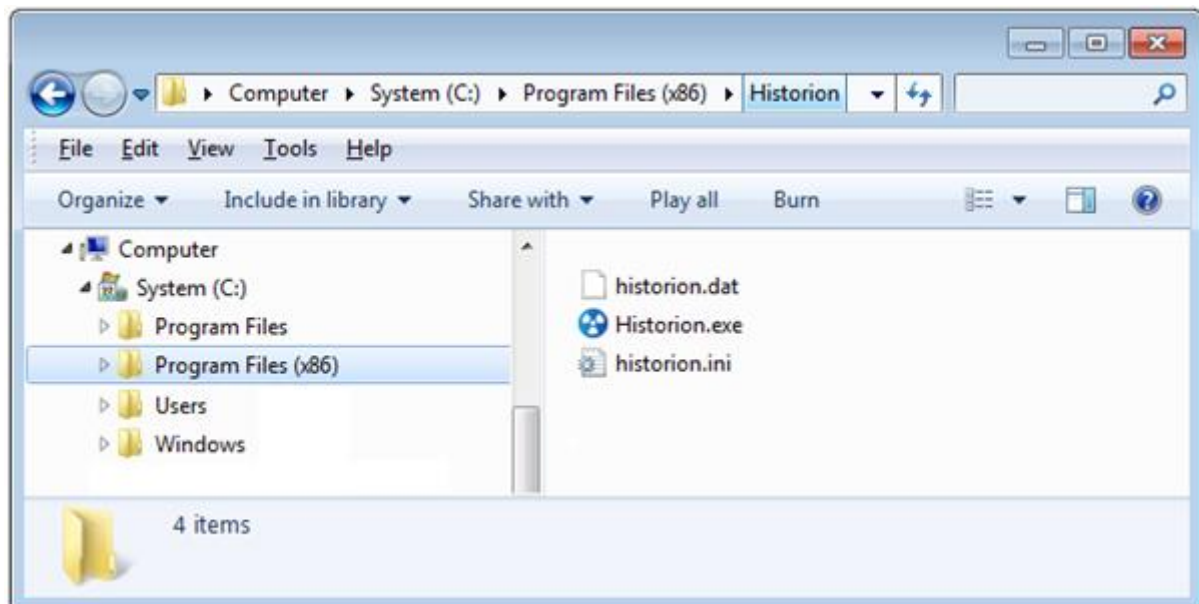 Computer System (C:) Program Files (x86) Historion
File Edit View Tools Help
Organize Include in library Share with Play all Burn
Computer
System (C:)
Program Files
Program Files (x86)
Users
Windows
historion.dat
Historion.exe
historion.ini
4 items